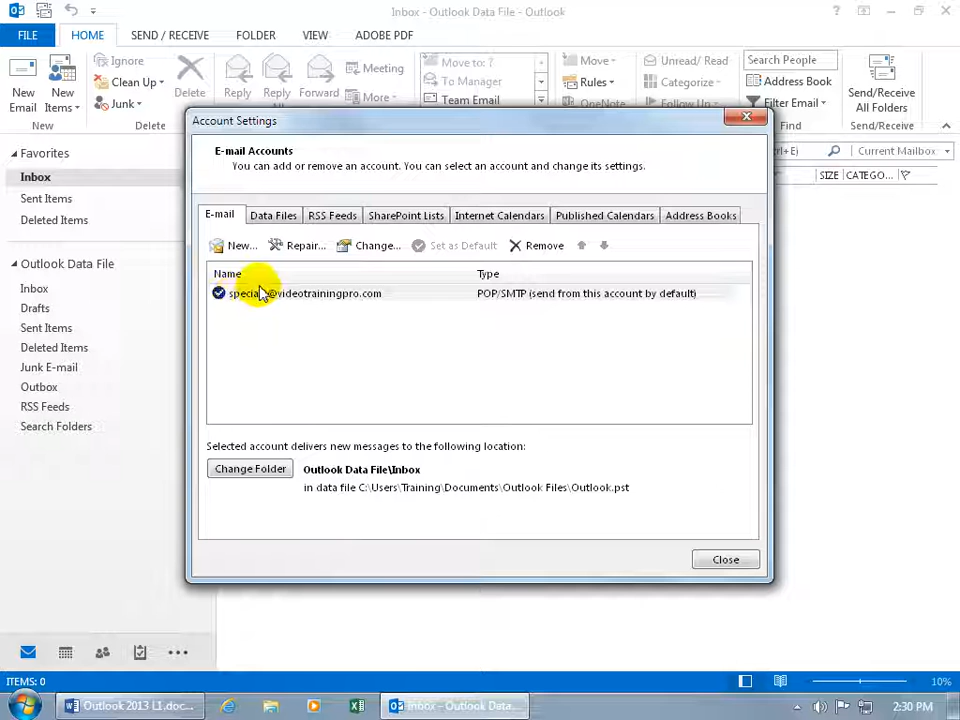 Inbox - Outlook Data File - Outlook
FILE
HOME
SEND / RECEIVE
FOLDER
VIEW
ADOBE PDF
New Email
New Items
New
Ignore
Clean Up
Junk
Delete
Delete
Reply
Reply All
Forward
Meeting
More
Move to: ?
To Manager
Team Email
Move
Rules
OneNote
Unread/ Read
Categorize
Follow Up
Search People
Address Book
Filter Email
Find
Send/Receive
All Folders
Send/Receive
Favorites
Inbox
Sent Items
Deleted Items
Outlook Data File
Inbox
Drafts
Sent Items
Deleted Items
Junk E-mail
Outbox
RSS Feeds
Search Folders
trl+E)
Current Mailbox
SIZE
CATEGO...
Account Settings
E-mail Accounts
You can add or remove an account. You can select an account and change its settings.
E-mail
Data Files
RSS Feeds
SharePoint Lists
Internet Calendars
Published Calendars
Address Books
New...
Repair...
Change...
Set as Default
Remove
Name
Type
@videotrainingpro.com
POP/SMTP (send from this account by default)
Selected account delivers new messages to the following location:
Change Folder
Outlook Data File\Inbox
in data file C:\Users\Training\Documents\Outlook Files\Outlook.pst
Close
ITEMS: 0
10%
Outlook 2013 L1.doc...
Inbox - Outlook Data...
2:30 PM